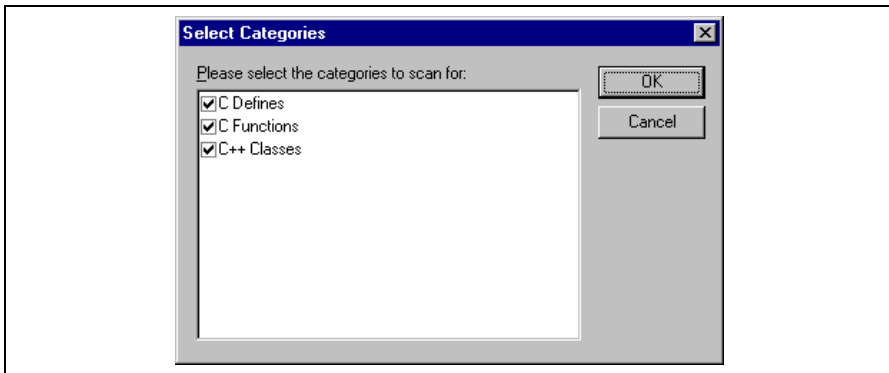 Select Categories
Please select the categories to scan for:
OK
C Defines
C Functions
Cancel
C++ Classes